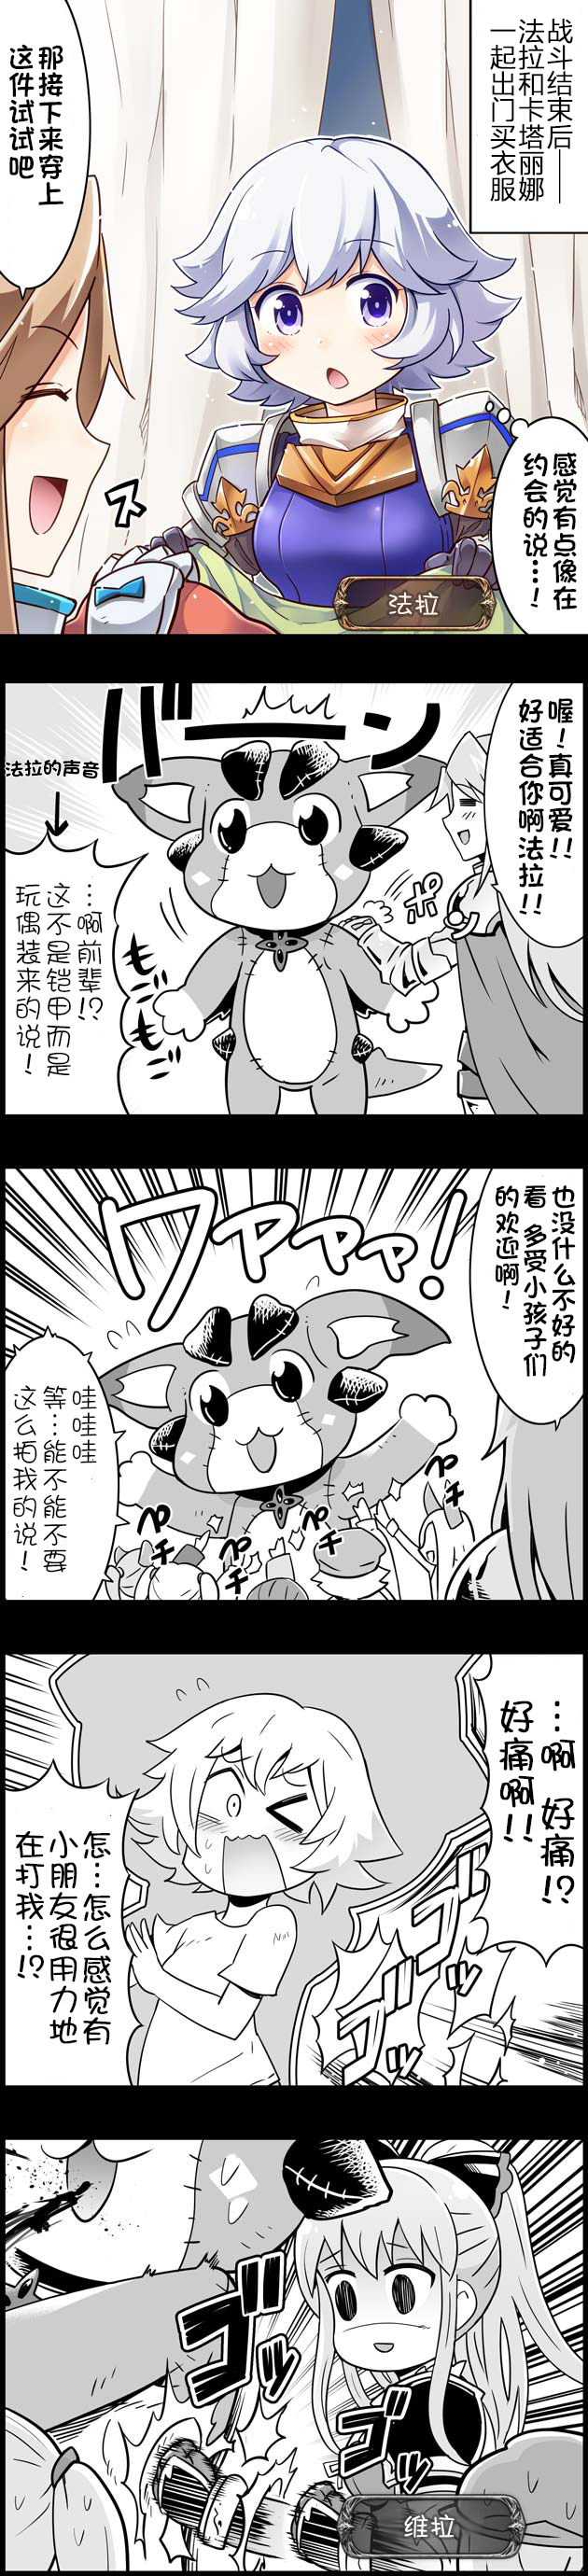 战斗结束后——
法拉和卡塔丽娜
一起出门买衣服
那接下来穿上
这件试试吧
ス
感觉有点像在
约会的说…！
法拉
バーーン
喔！真可爱!!
好适合你啊法拉!!
法拉的声音
…啊前辈!?
这不是铠甲而是
玩偶装来的说！
ポン
もこ
もこ
也没什么不好的
看 多受小孩子们
的欢迎啊！
ワァァァァ！
哇哇哇
等…能不能不要
这么拍我的说！
ペチ
ペチ
ペチ
ペチ
…啊 好痛!?
好痛啊!!
怎…怎么感觉有
小朋友很用力地
在打我…!?
ゴッ
ズズ
ゴッ
ゴッ
维拉